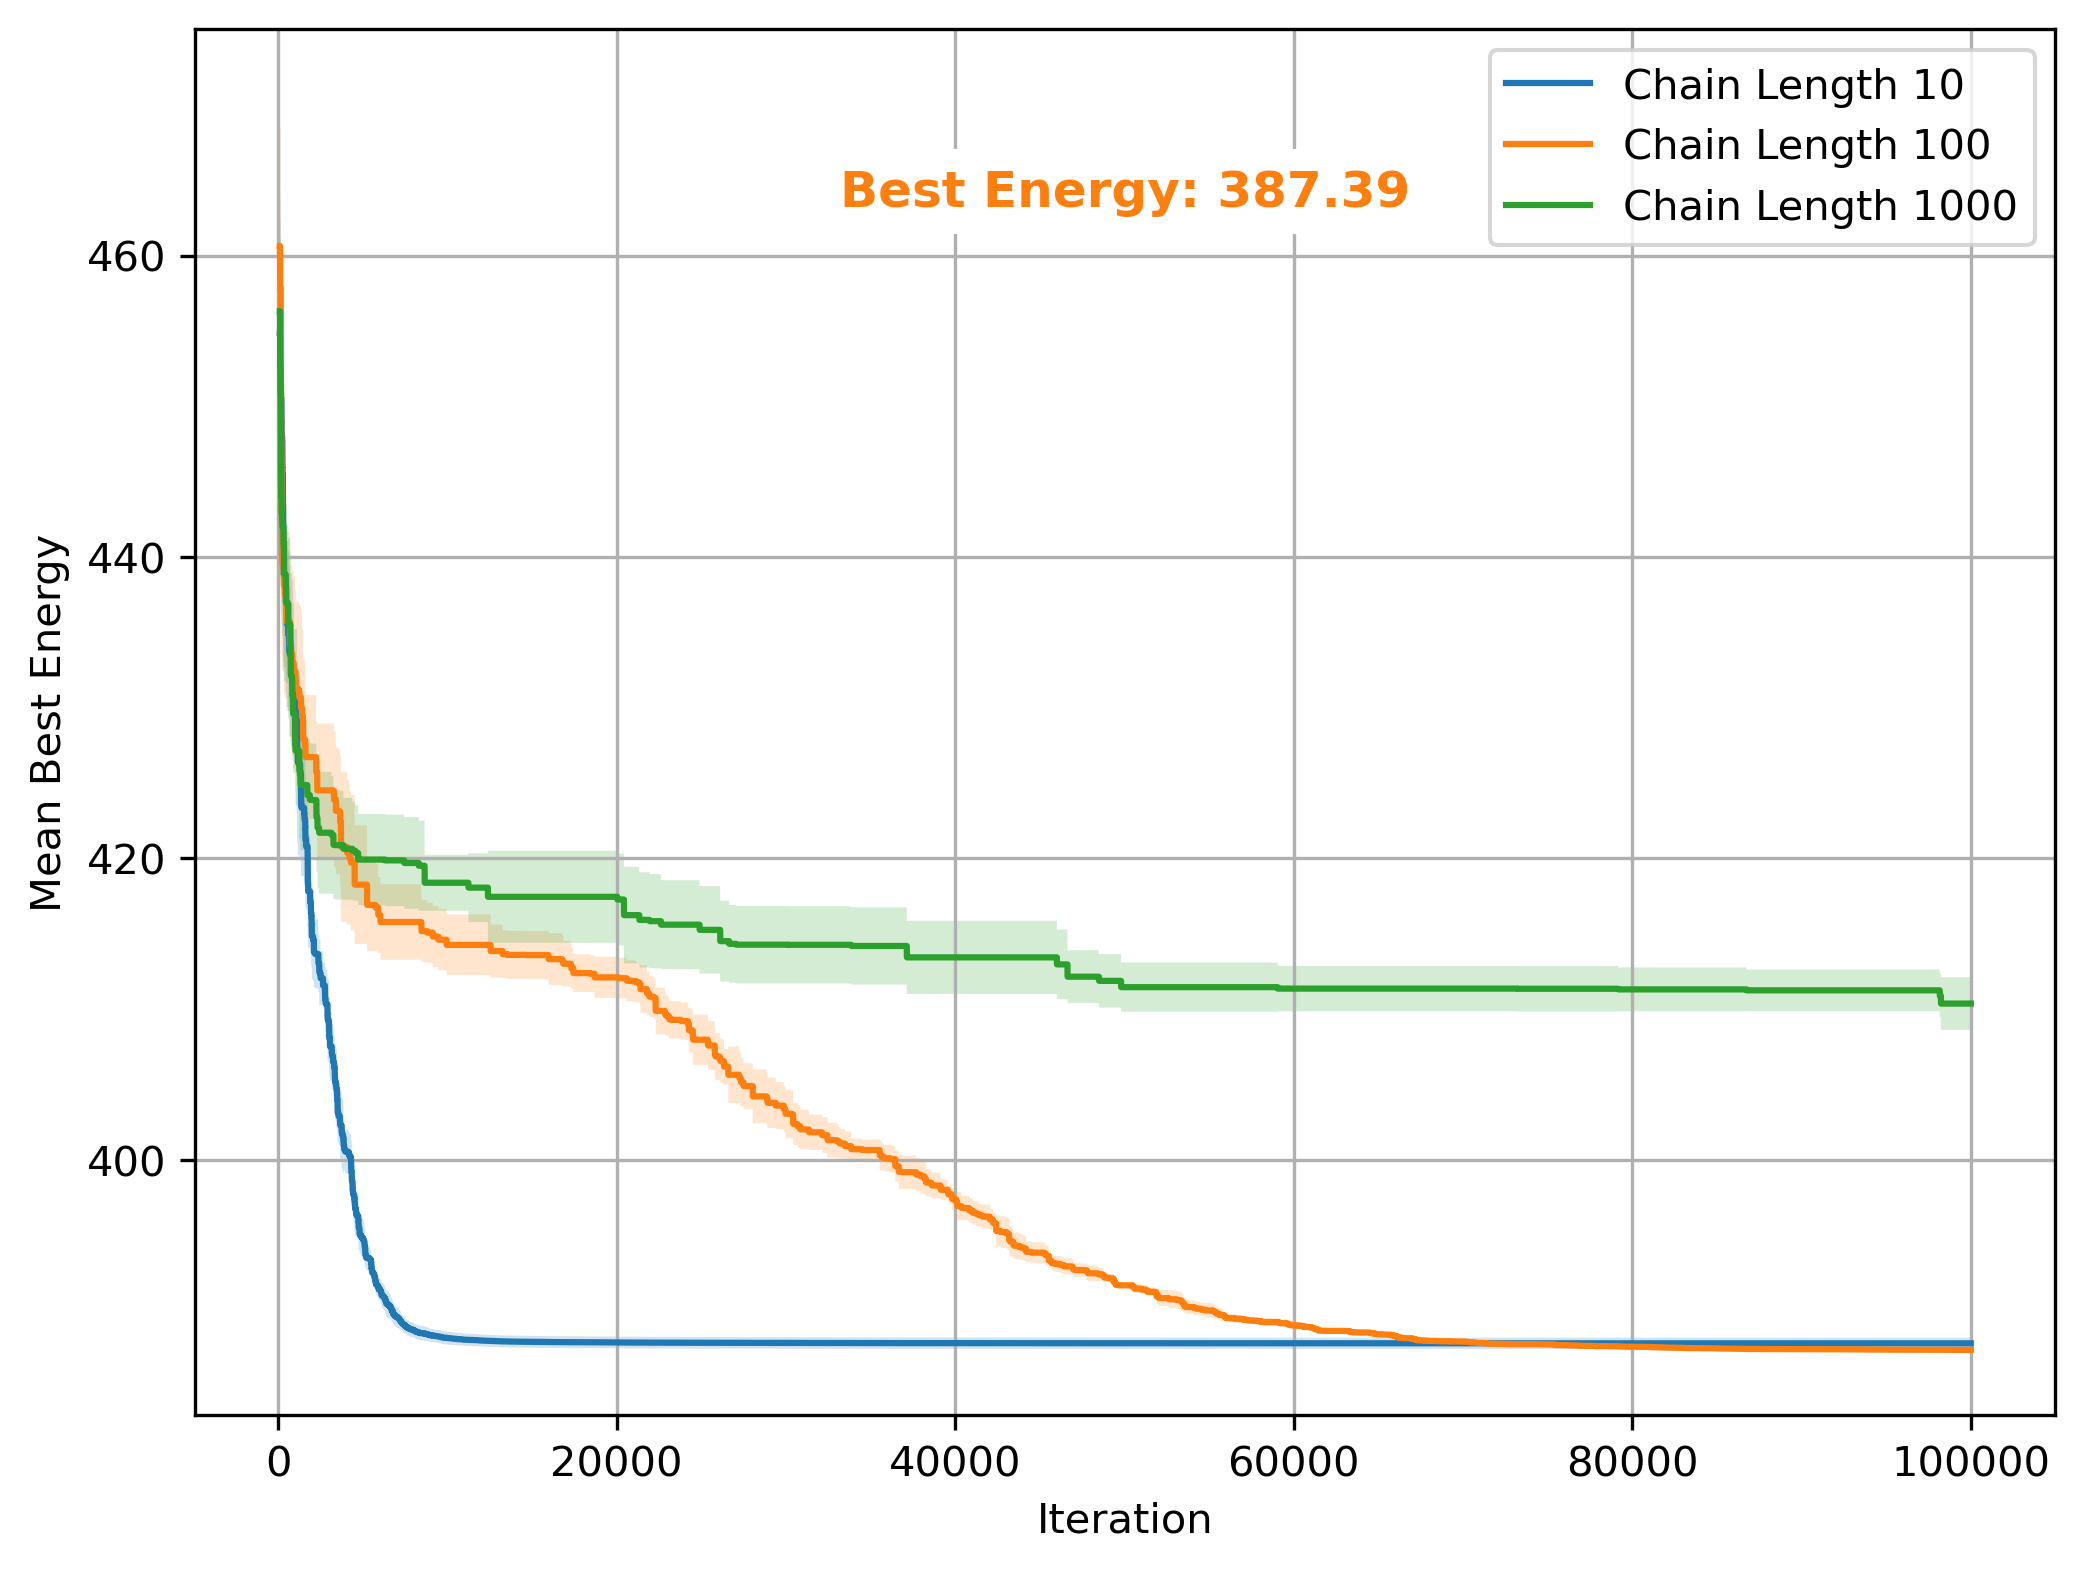 Chain Length 10
Chain Length 100
Chain Length 1000
Best Energy: 387.39
Mean Best Energy
460
440
420
400
0 20000 40000 60000 80000 100000
Iteration